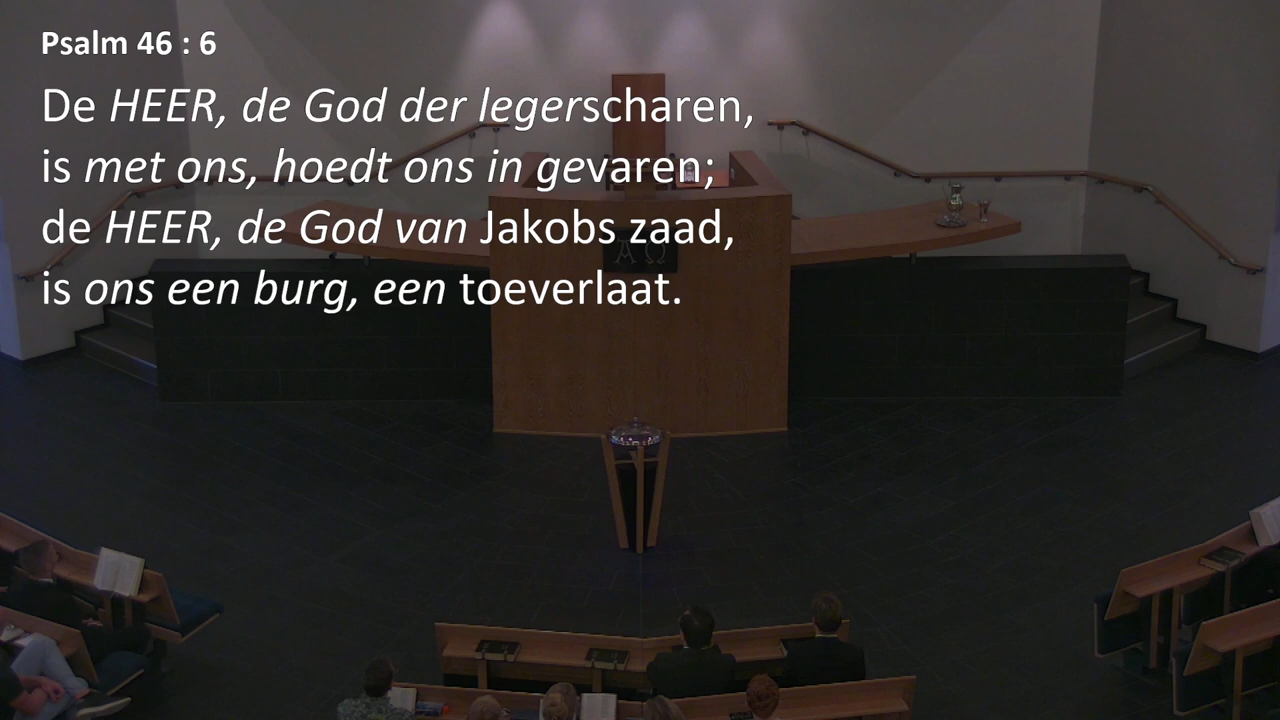 Psalm 46 : 6
De HEER, de God der legerscharen,
is met ons, hoedt ons in gevaren;
de HEER, de God van Jakobs zaad,
is ons een burg, een toeverlaat.
Α Ω